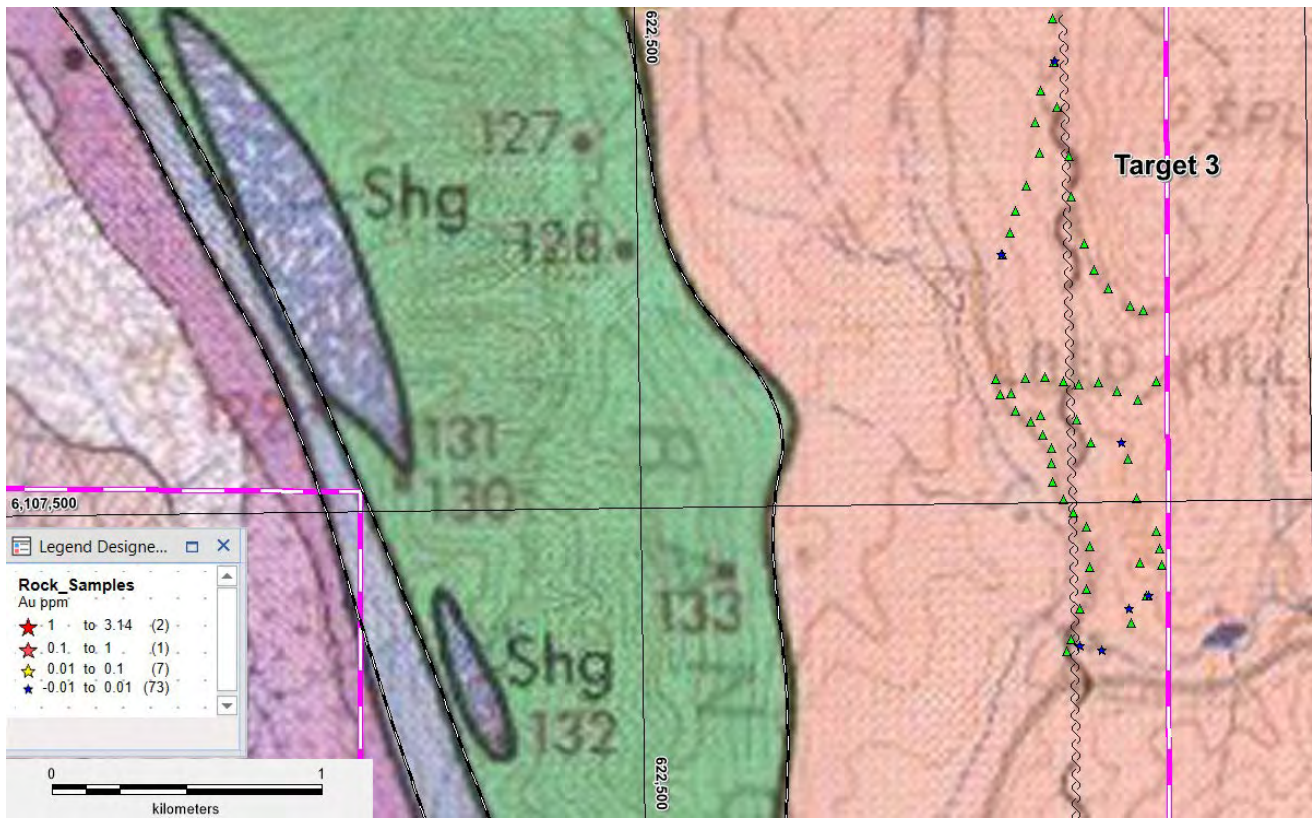 622,500
127
Target 3
Shg
128
RED HILL
131
130
6,107,500
Legend Designe...
Rock_Samples
Au ppm
1 to 3.14 (2)
0.1 to 1 (1)
0.01 to 0.1 (7)
-0.01 to 0.01 (73)
133
Shg
132
622,500
0 1
kilometers